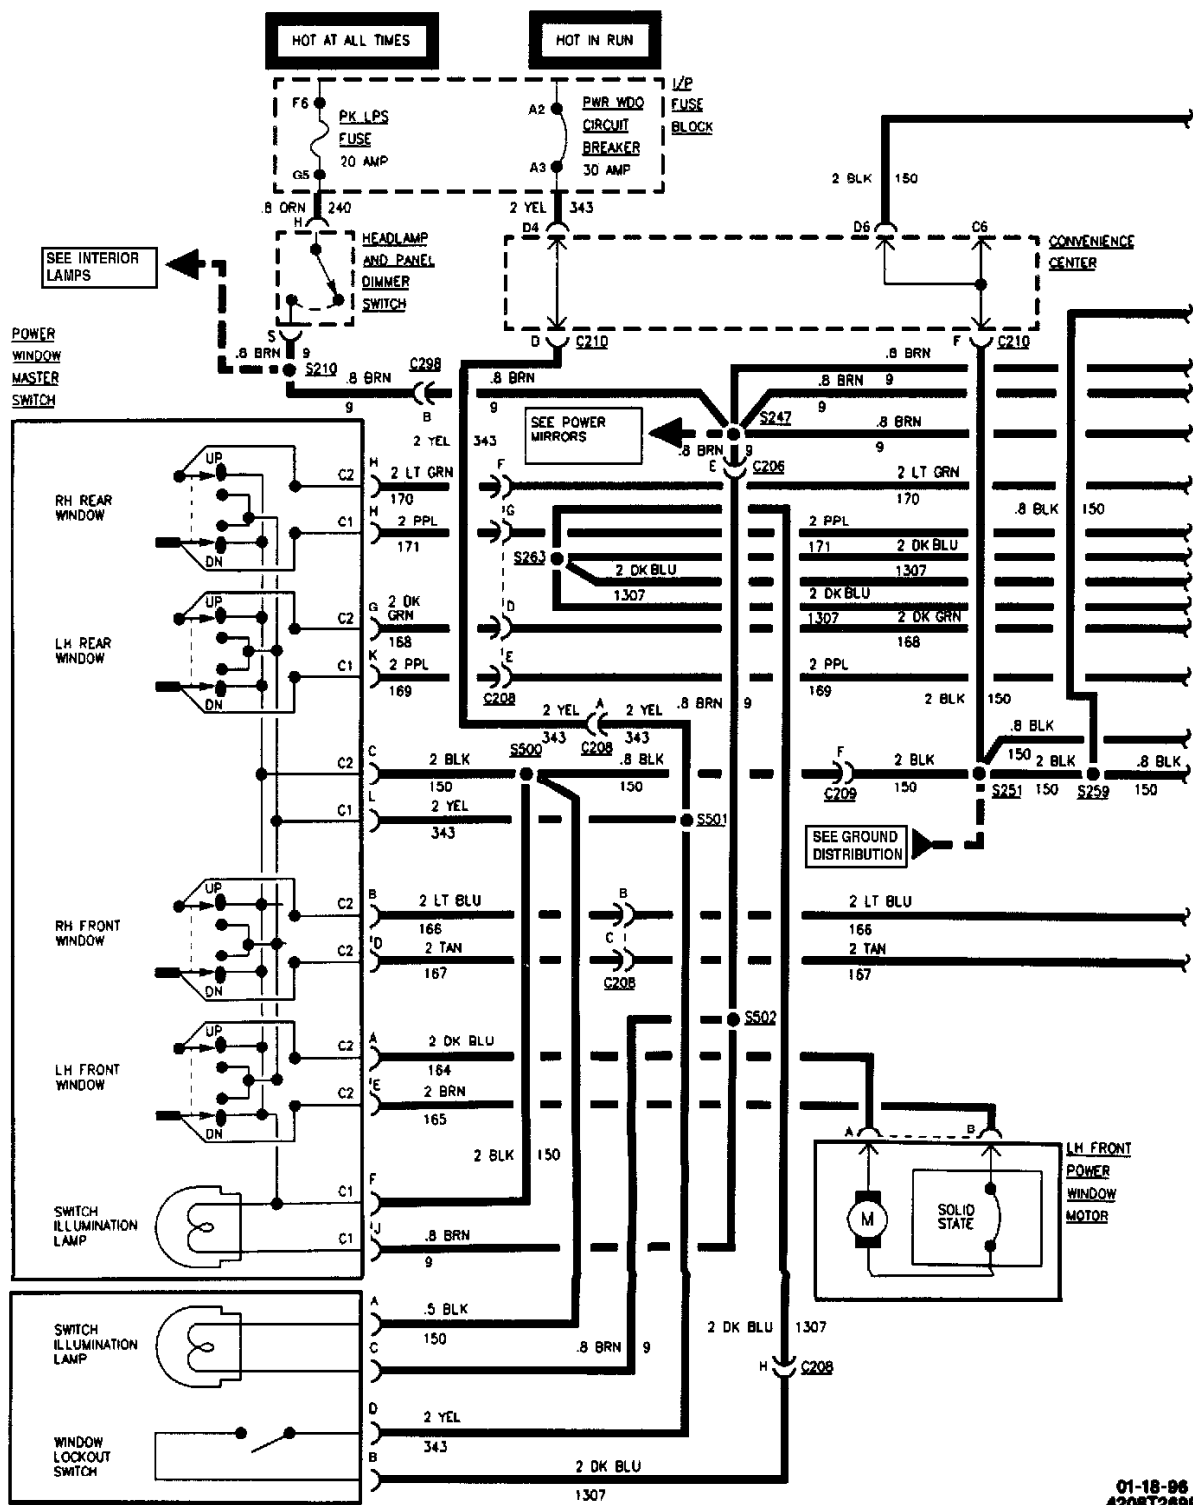 HOT AT ALL TIMES
HOT IN RUN
I/P
FUSE
BLOCK
F6
PK LPS
FUSE
20 AMP
G5
A2
PWR WDO
CIRCUIT
BREAKER
30 AMP
A3
.8 ORN 240
H
2 YEL 343
D4
2 BLK 150
D6
C6
CONVENIENCE
CENTER
SEE INTERIOR
LAMPS
HEADLAMP
AND PANEL
DIMMER
SWITCH
S
.8 BRN 9
S210
D C210
F C210
POWER
WINDOW
MASTER
SWITCH
C298
.8 BRN
9
B
.8 BRN
9
.8 BRN
9
.8 BRN
9
S247
.8 BRN
9
SEE POWER
MIRRORS
.8 BRN 9
E C206
2 YEL 343
RH REAR
WINDOW
UP
DN
C2 H 2 LT GRN
170
F
2 LT GRN
170
C1 H 2 PPL
171
G
2 PPL
171
.8 BLK 150
S263
2 DK BLU
1307
2 DK BLU
1307
2 DK BLU
1307
LH REAR
WINDOW
UP
DN
C2 G 2 DK
GRN
168
D
2 DK GRN
168
C1 K 2 PPL
169
E
C208
2 PPL
169
.8 BRN 9
2 BLK 150
2 YEL
343
A
C208
2 YEL
343
.8 BLK
150
C2 C 2 BLK
150
S500
.8 BLK
150
F
C209
2 BLK
150
S251
2 BLK
150
S259
.8 BLK
150
C1 L 2 YEL
343
S501
SEE GROUND
DISTRIBUTION
RH FRONT
WINDOW
UP
DN
C2 B 2 LT BLU
166
B
2 LT BLU
166
C2 'D 2 TAN
167
C
C208
2 TAN
167
S502
LH FRONT
WINDOW
UP
DN
C2 A 2 DK BLU
164
C2 'E 2 BRN
165
2 BLK 150
A
B
LH FRONT
POWER
WINDOW
MOTOR
M
SOLID
STATE
SWITCH
ILLUMINATION
LAMP
C1 F
C1 'J .8 BRN
9
SWITCH
ILLUMINATION
LAMP
A .5 BLK
150
C
.8 BRN 9
2 DK BLU 1307
H C208
WINDOW
LOCKOUT
SWITCH
D 2 YEL
343
B 2 DK BLU
1307
01-18-96